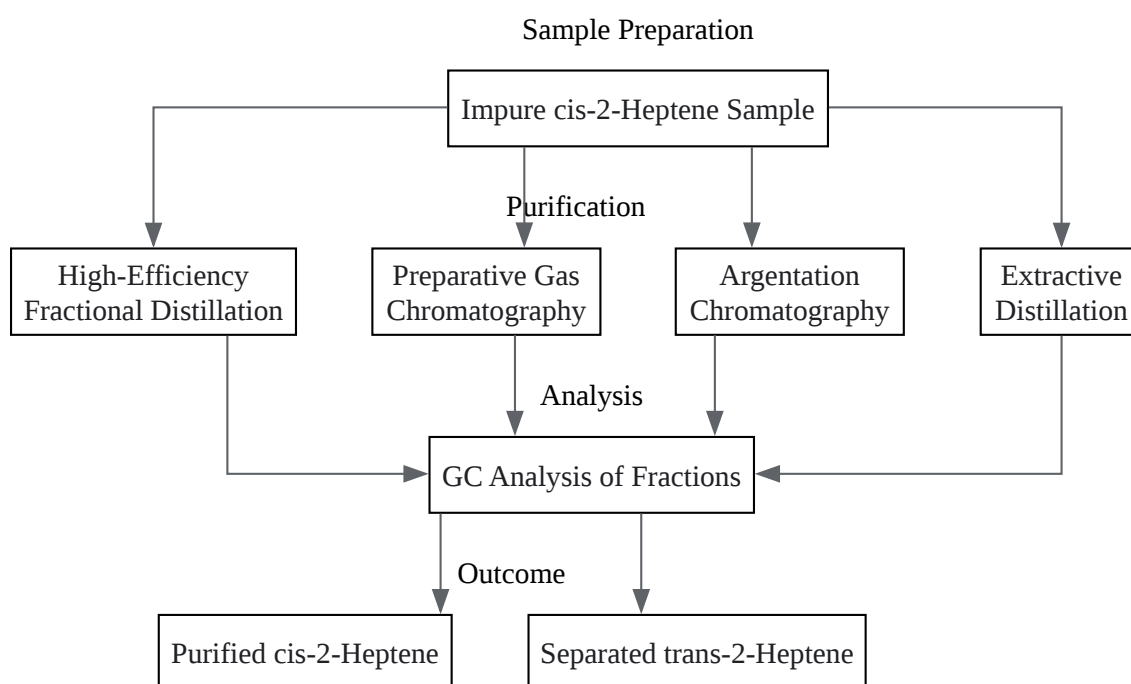 Sample Preparation
Impure cis-2-Heptene Sample
Purification
High-Efficiency
Fractional Distillation
Preparative Gas
Chromatography
Argentation
Chromatography
Extractive
Distillation
Analysis
GC Analysis of Fractions
Outcome
Purified cis-2-Heptene
Separated trans-2-Heptene